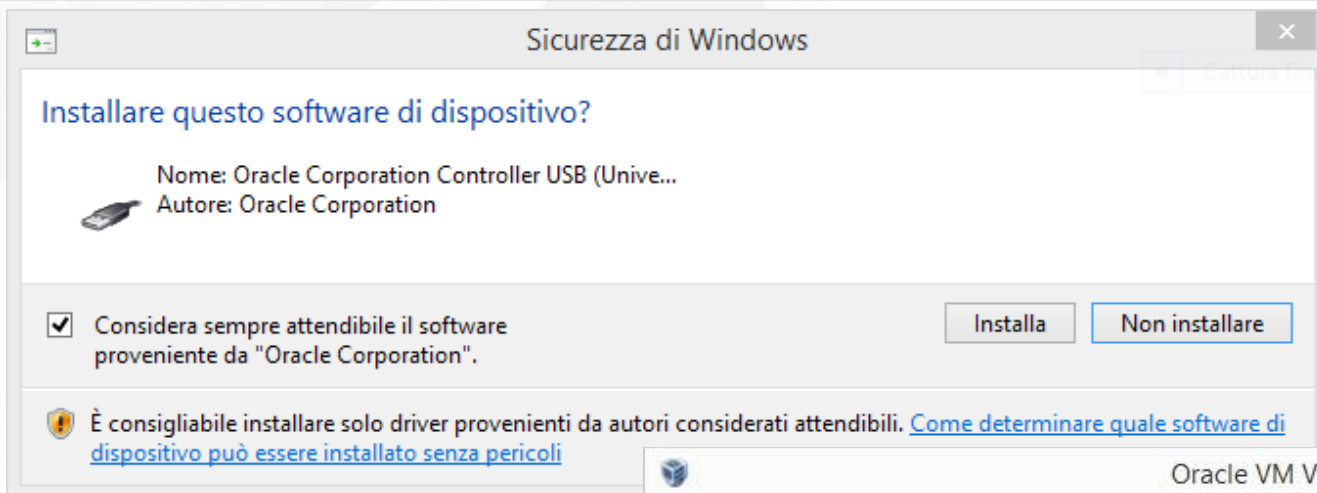 Sicurezza di Windows
Cattura fin
Installare questo software di dispositivo?
Nome: Oracle Corporation Controller USB (Unive...
Autore: Oracle Corporation
Considera sempre attendibile il software
proveniente da "Oracle Corporation".
Installa
Non installare
È consigliabile installare solo driver provenienti da autori considerati attendibili. Come determinare quale software di
dispositivo può essere installato senza pericoli
Oracle VM V